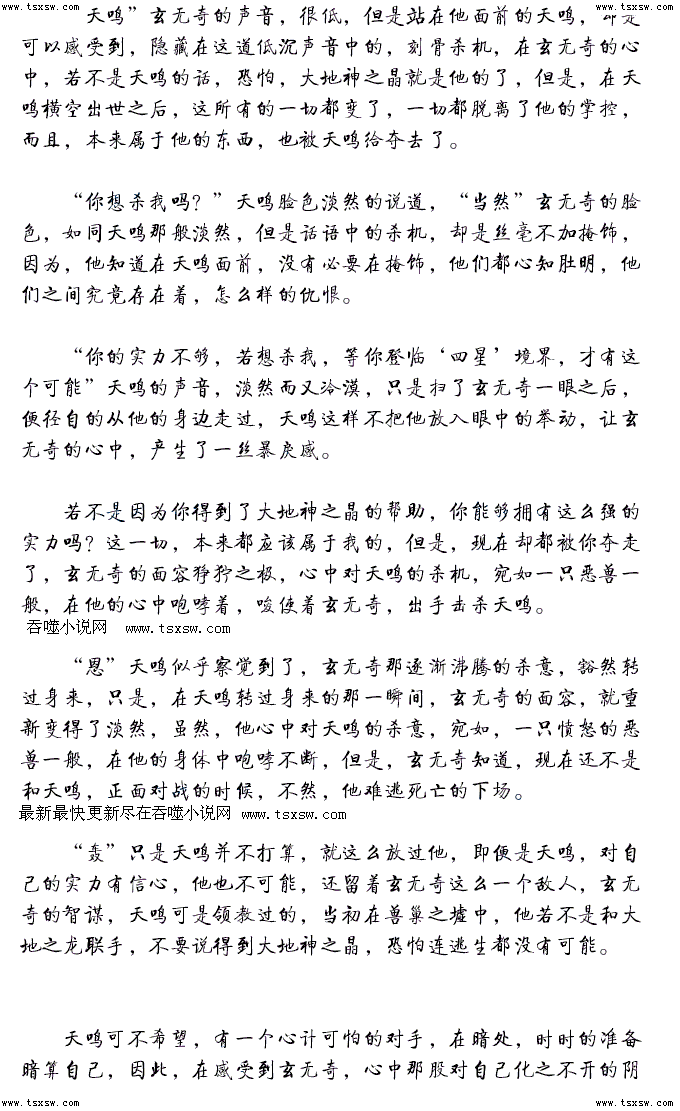 www.tsxsw.com www.tsxsw.com www.tsxsw.com www.tsxsw.com
天鸣”玄无奇的声音，很低，但是站在他面前的天鸣，却是
可以感受到，隐藏在这道低沉声音中的，刻骨杀机，在玄无奇的心
中，若不是天鸣的话，恐怕，大地神之晶就是他的了，但是，在天
鸣横空出世之后，这所有的一切都变了，一切都脱离了他的掌控，
而且，本来属于他的东西，也被天鸣给夺去了。
“你想杀我吗？”天鸣脸色淡然的说道，“当然”玄无奇的脸
色，如同天鸣那般淡然，但是话语中的杀机，却是丝毫不加掩饰，
因为，他知道在天鸣面前，没有必要在掩饰，他们都心知肚明，他
们之间究竟存在着，怎么样的仇恨。
“你的实力不够，若想杀我，等你登临‘四星’境界，才有这
个可能”天鸣的声音，淡然而又冷漠，只是扫了玄无奇一眼之后，
便径自的从他的身边走过，天鸣这样不把他放入眼中的举动，让玄
无奇的心中，产生了一丝暴戾感。
若不是因为你得到了大地神之晶的帮助，你能够拥有这么强的
实力吗？这一切，本来都应该属于我的，但是，现在却都被你夺走
了，玄无奇的面容狰狞之极，心中对天鸣的杀机，宛如一只恶兽一
般，在他的心中咆哮着，唆使着玄无奇，出手击杀天鸣。
吞噬小说网 www.tsxsw.com
“恩”天鸣似乎察觉到了，玄无奇那逐渐沸腾的杀意，豁然转
过身来，只是，在天鸣转过身来的那一瞬间，玄无奇的面容，就重
新变得了淡然，虽然，他心中对天鸣的杀意，宛如，一只愤怒的恶
兽一般，在他的身体中咆哮不断，但是，玄无奇知道，现在还不是
和天鸣，正面对战的时候，不然，他难逃死亡的下场。
最新最快更新尽在吞噬小说网 www.tsxsw.com
“轰”只是天鸣并不打算，就这么放过他，即便是天鸣，对自
己的实力有信心，他也不可能，还留着玄无奇这么一个敌人，玄无
奇的智谋，天鸣可是领教过的，当初在兽巢之墟中，他若不是和大
地之龙联手，不要说得到大地神之晶，恐怕连逃生都没有可能。
天鸣可不希望，有一个心计可怕的对手，在暗处，时时的准备
暗算自己，因此，在感受到玄无奇，心中那股对自己化之不开的阴
www.tsxsw.com www.tsxsw.com www.tsxsw.com www.tsxsw.com